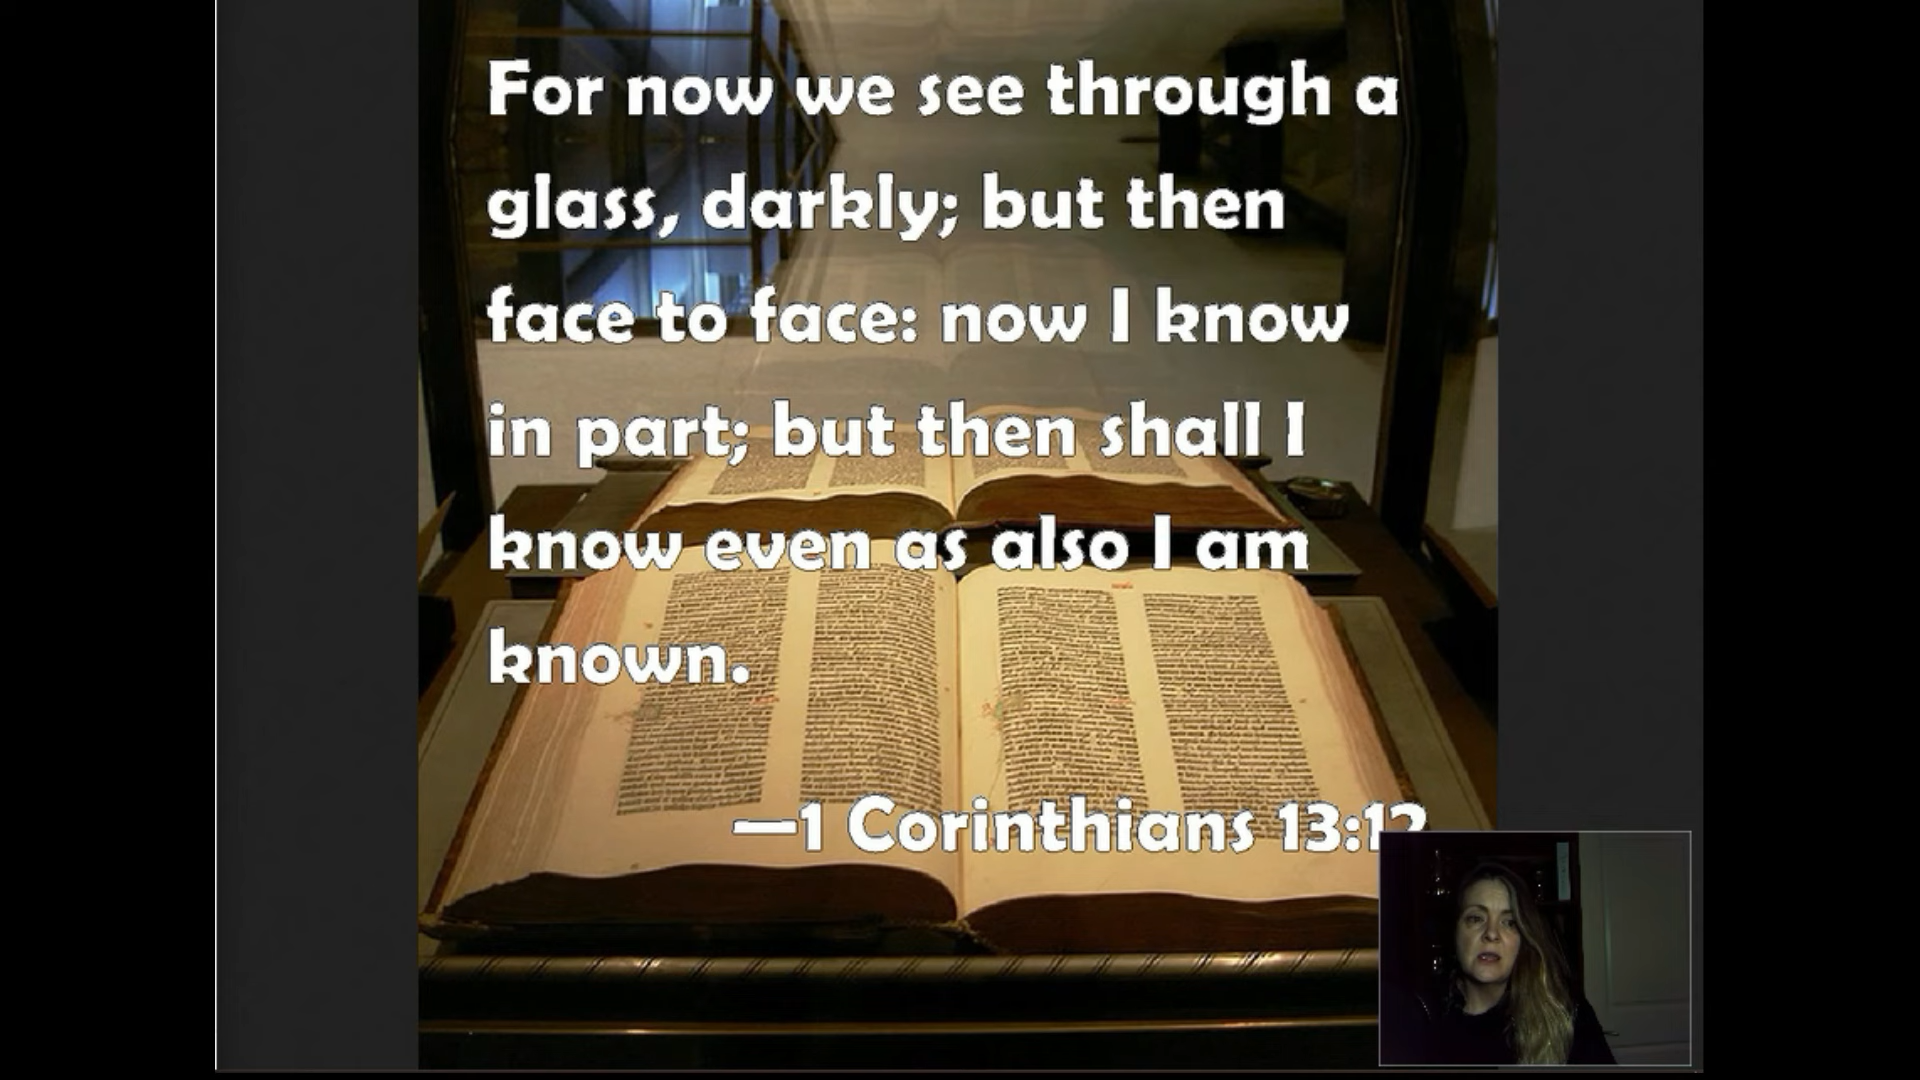 For now we see through a
glass, darkly; but then
face to face: now I know
in part; but then shall I
know even as also I am
known.
—1 Corinthians 13:12